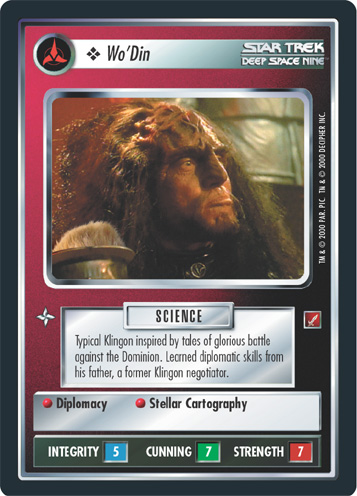 Wo'Din
STAR TREK
DEEP SPACE NINE
TM & © 2000 PAR. PIC. TM & © 2000 DECIPHER INC.
SCIENCE
Typical Klingon inspired by tales of glorious battle
against the Dominion. Learned diplomatic skills from
his father, a former Klingon negotiator.
Diplomacy
Stellar Cartography
INTEGRITY 5 CUNNING 7 STRENGTH 7